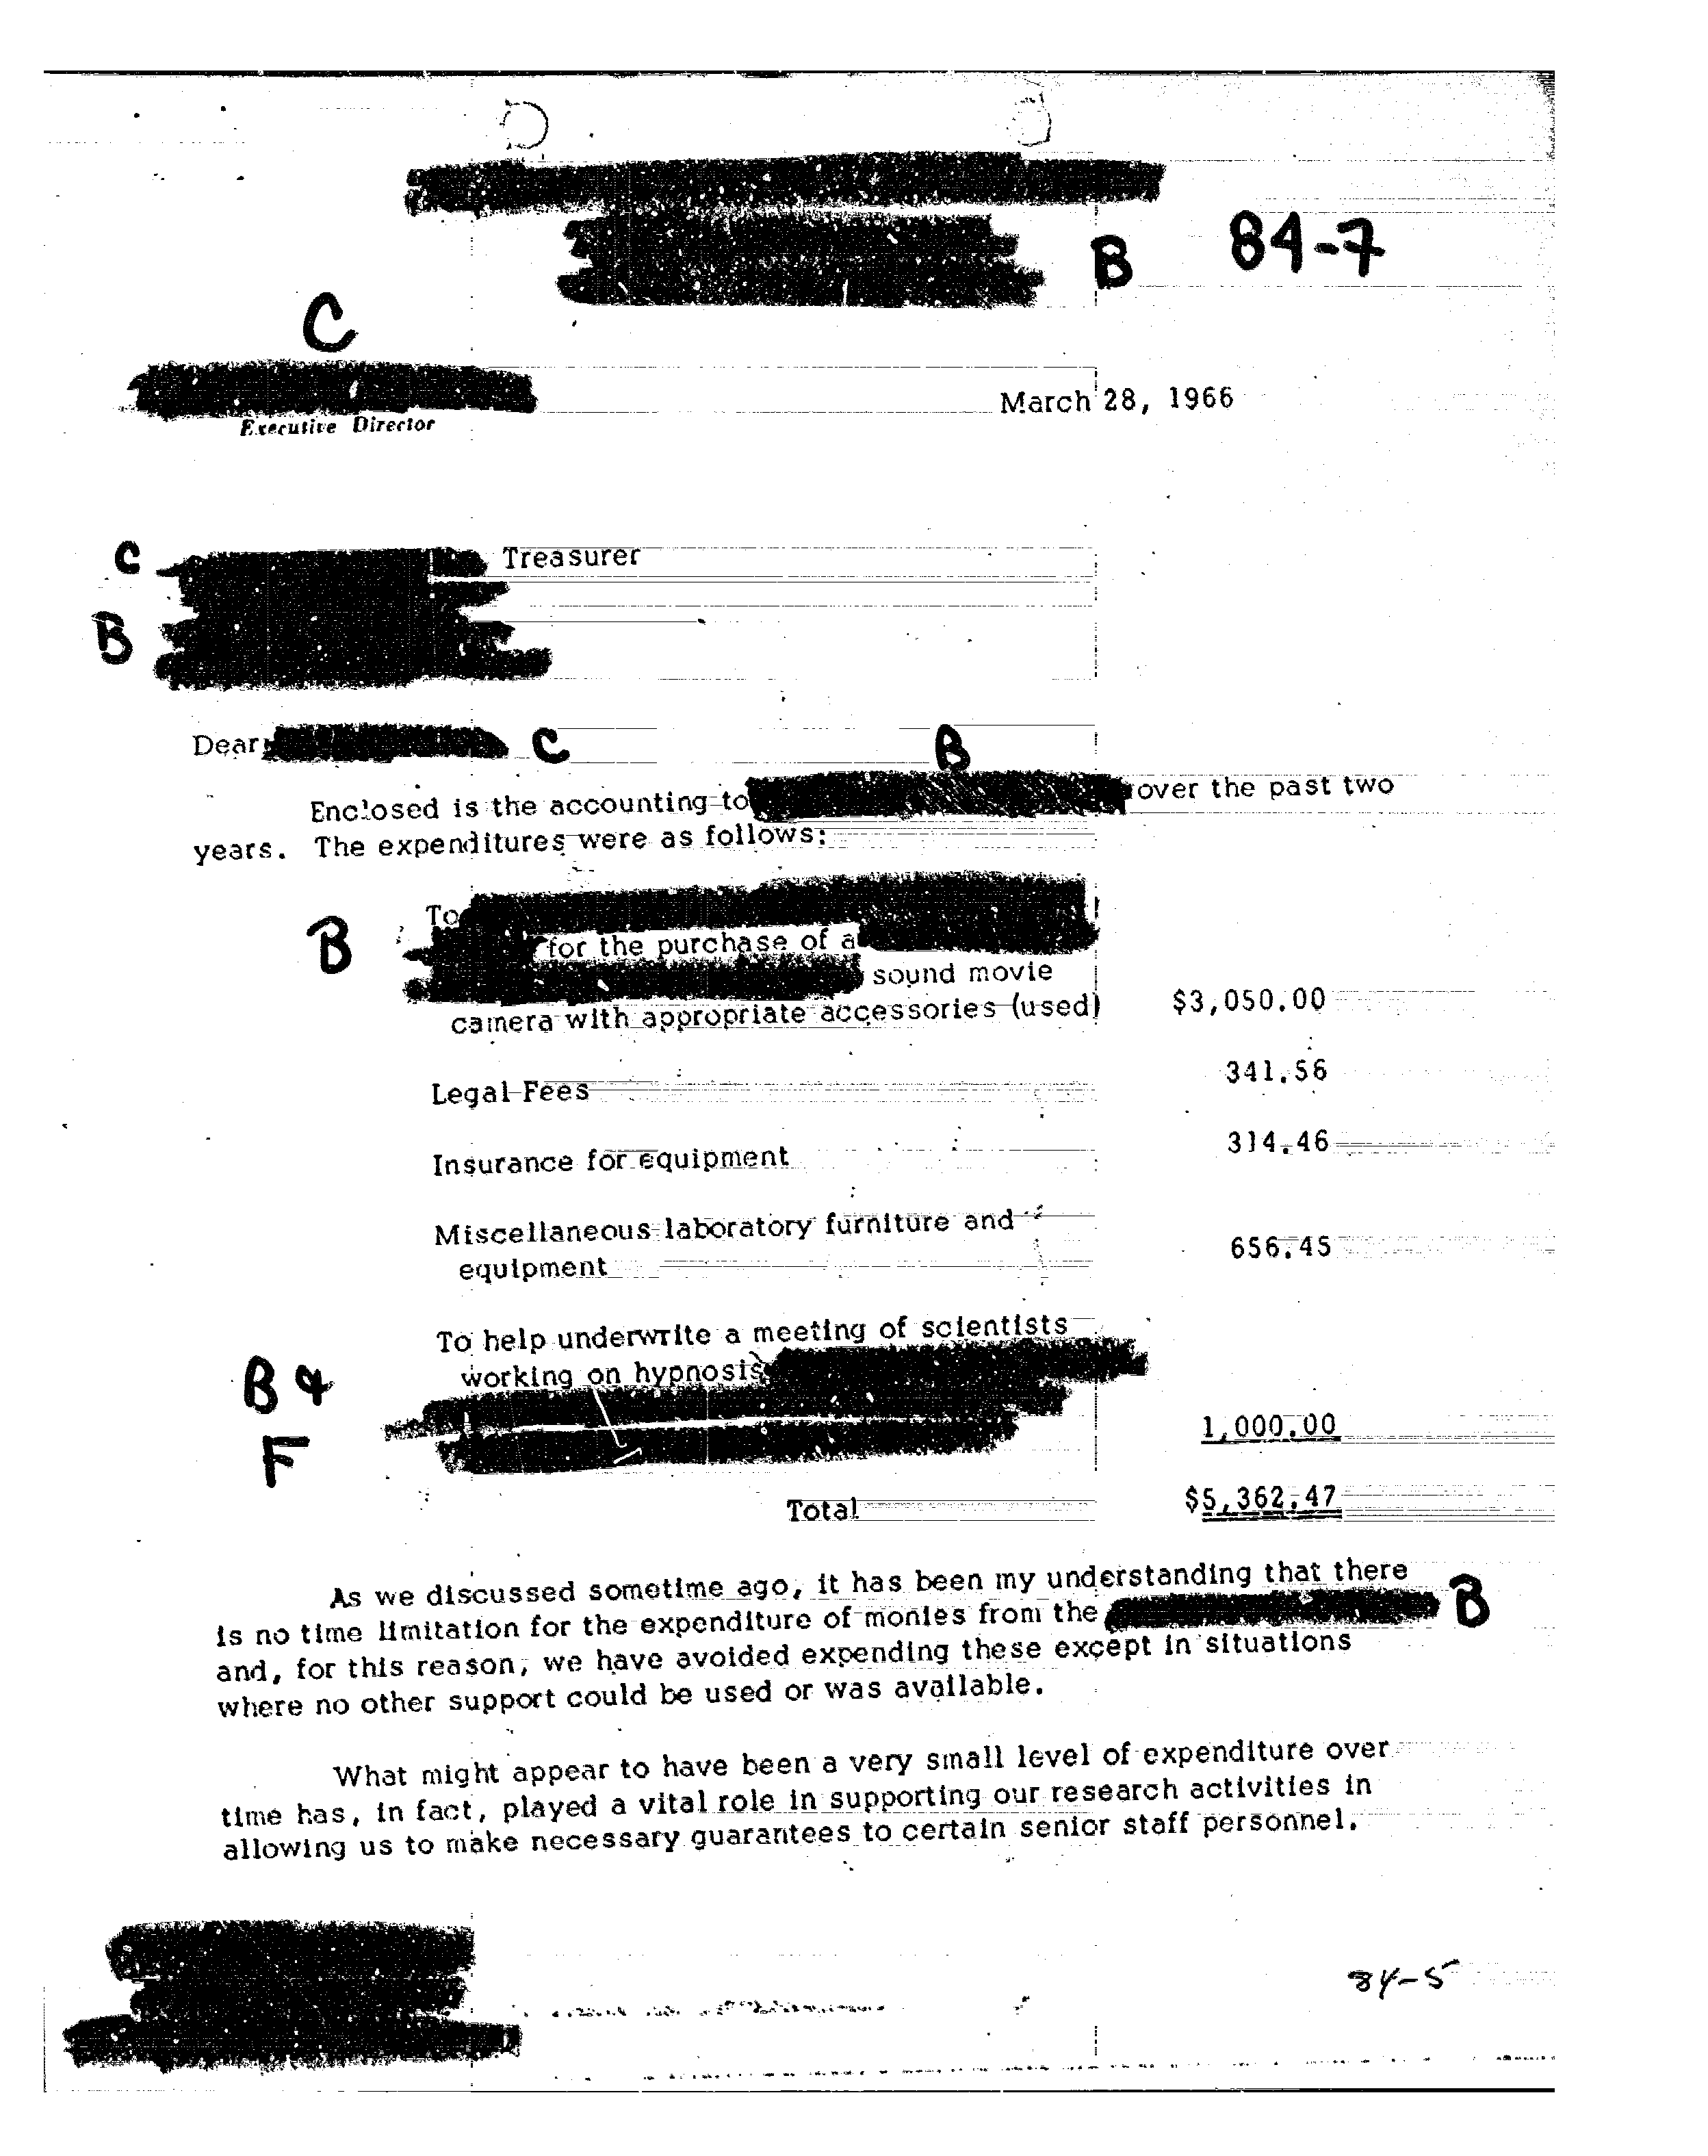 B 84-7
C
March 28, 1966
Executive Director
C Treasurer
B
Dear C
B
Enclosed is the accounting to over the past two
years. The expenditures were as follows:
To
B for the purchase of a
sound movie
camera with appropriate accessories (used) $3,050.00
Legal Fees 341.56
Insurance for equipment 314.46
Miscellaneous laboratory furniture and
equipment 656.45
To help underwrite a meeting of scientists
working on hypnosis
B &
F
1,000.00
Total $5,362.47
As we discussed sometime ago, it has been my understanding that there
is no time limitation for the expenditure of monies from the B
and, for this reason, we have avoided expending these except in situations
where no other support could be used or was available.
What might appear to have been a very small level of expenditure over
time has, in fact, played a vital role in supporting our research activities in
allowing us to make necessary guarantees to certain senior staff personnel.
84-5